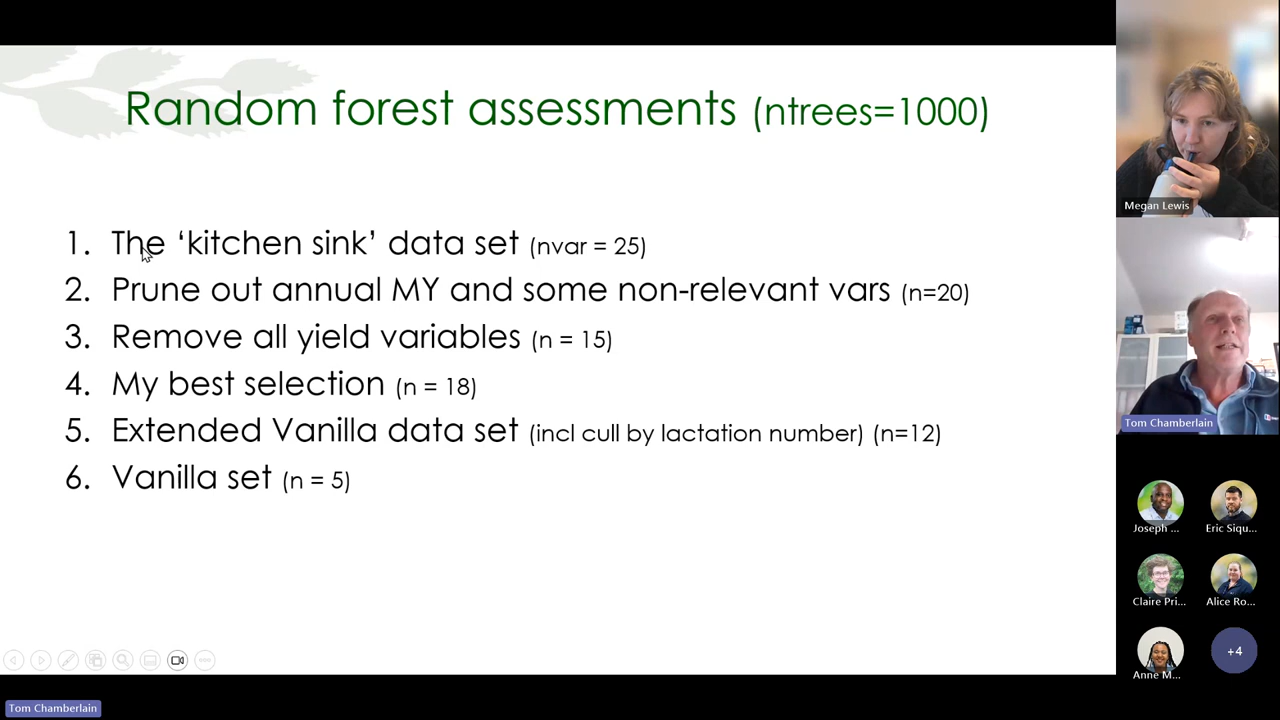 Random forest assessments (ntrees=1000)
1. The ‘kitchen sink’ data set (nvar = 25)
2. Prune out annual MY and some non-relevant vars (n=20)
3. Remove all yield variables (n = 15)
4. My best selection (n = 18)
5. Extended Vanilla data set (incl cull by lactation number) (n=12)
6. Vanilla set (n = 5)
Megan Lewis
Tom Chamberlain
Joseph ...
Eric Siqu...
Claire Pri...
Alice Ro...
Anne M...
+4
Tom Chamberlain